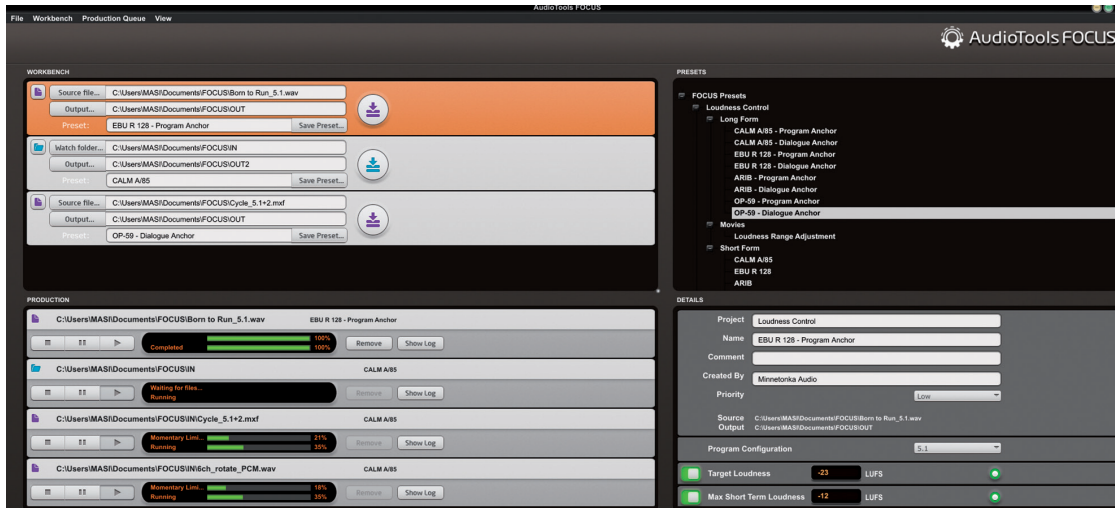 AudioTools FOCUS
File Workbench Production Queue View
AudioTools FOCUS
WORKBENCH
Source file... C:\Users\MASI\Documents\FOCUS\Born to Run_5.1.wav
Output... C:\Users\MASI\Documents\FOCUS\OUT
Preset: EBU R 128 - Program Anchor Save Preset...
Watch folder... C:\Users\MASI\Documents\FOCUS\IN
Output... C:\Users\MASI\Documents\FOCUS\OUT2
Preset: CALM A/85 Save Preset...
Source file... C:\Users\MASI\Documents\FOCUS\Cycle_5.1+2.mxf
Output... C:\Users\MASI\Documents\FOCUS\OUT
Preset: OP-59 - Dialogue Anchor Save Preset...
PRESETS
FOCUS Presets
Loudness Control
Long Form
CALM A/85 - Program Anchor
CALM A/85 - Dialogue Anchor
EBU R 128 - Program Anchor
EBU R 128 - Dialogue Anchor
ARIB - Program Anchor
ARIB - Dialogue Anchor
OP-59 - Program Anchor
OP-59 - Dialogue Anchor
Movies
Loudness Range Adjustment
Short Form
CALM A/85
EBU R 128
ARIB
PRODUCTION
C:\Users\MASI\Documents\FOCUS\Born to Run_5.1.wav EBU R 128 - Program Anchor
100%
Completed 100% Remove Show Log
C:\Users\MASI\Documents\FOCUS\IN CALM A/85
Waiting for files...
Running Remove Show Log
C:\Users\MASI\Documents\FOCUS\IN\Cycle_5.1+2.mxf CALM A/85
Momentary Limi... 21%
Running 35% Remove Show Log
C:\Users\MASI\Documents\FOCUS\IN\6ch_rotate_PCM.wav CALM A/85
Momentary Limi... 18%
Running 35% Remove Show Log
DETAILS
Project Loudness Control
Name EBU R 128 - Program Anchor
Comment
Created By Minnetonka Audio
Priority Low
Source C:\Users\MASI\Documents\FOCUS\Born to Run_5.1.wav
Output C:\Users\MASI\Documents\FOCUS\OUT
Program Configuration 5.1
Target Loudness -23 LUFS
Max Short Term Loudness -12 LUFS